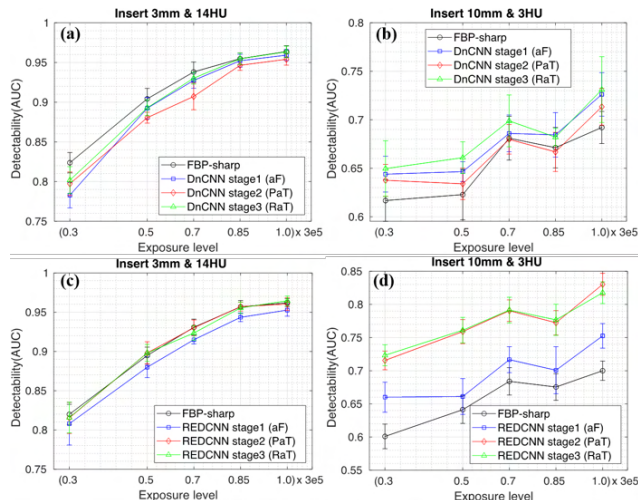 Insert 3mm & 14HU
(a)
1
0.95
0.9
0.85
0.8
0.75
Detectability(AUC)
FBP-sharp
DnCNN stage1 (aF)
DnCNN stage2 (PaT)
DnCNN stage3 (RaT)
(0.3 0.5 0.7 0.85 1.0)x 3e5
Exposure level
Insert 10mm & 3HU
(b)
0.8
0.75
0.7
0.65
0.6
Detectability(AUC)
FBP-sharp
DnCNN stage1 (aF)
DnCNN stage2 (PaT)
DnCNN stage3 (RaT)
(0.3 0.5 0.7 0.85 1.0)x 3e5
Exposure level
Insert 3mm & 14HU
(c)
1
0.95
0.9
0.85
0.8
0.75
Detectability(AUC)
FBP-sharp
REDCNN stage1 (aF)
REDCNN stage2 (PaT)
REDCNN stage3 (RaT)
(0.3 0.5 0.7 0.85 1.0)x 3e5
Exposure level
Insert 10mm & 3HU
(d)
0.85
0.8
0.75
0.7
0.65
0.6
0.55
Detectability(AUC)
FBP-sharp
REDCNN stage1 (aF)
REDCNN stage2 (PaT)
REDCNN stage3 (RaT)
(0.3 0.5 0.7 0.85 1.0)x 3e5
Exposure level